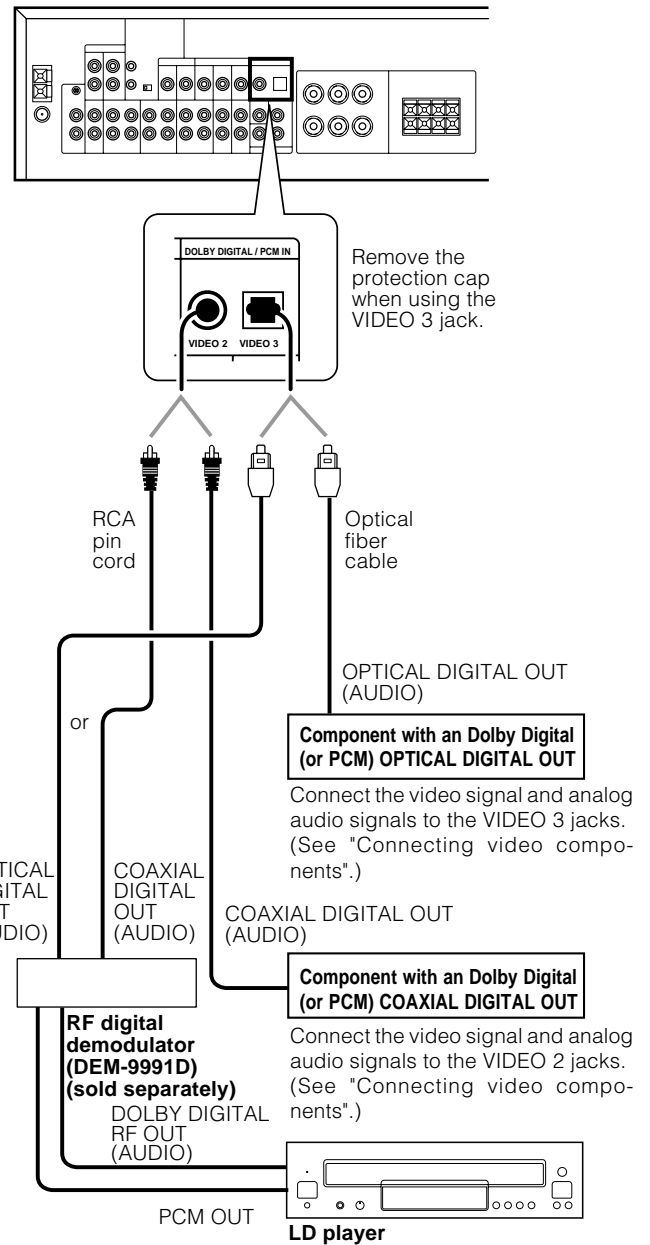 DOLBY DIGITAL / PCM IN
VIDEO 2 VIDEO 3
Remove the
protection cap
when using the
VIDEO 3 jack.
RCA
pin
cord
Optical
fiber
cable
OPTICAL DIGITAL OUT
(AUDIO)
or
Component with an Dolby Digital
(or PCM) OPTICAL DIGITAL OUT
Connect the video signal and analog
audio signals to the VIDEO 3 jacks.
(See "Connecting video compo-
nents".)
TICAL
GITAL
T
DIO)
COAXIAL
DIGITAL
OUT
(AUDIO)
COAXIAL DIGITAL OUT
(AUDIO)
Component with an Dolby Digital
(or PCM) COAXIAL DIGITAL OUT
Connect the video signal and analog
audio signals to the VIDEO 2 jacks.
(See "Connecting video compo-
nents".)
RF digital
demodulator
(DEM-9991D)
(sold separately)
DOLBY DIGITAL
RF OUT
(AUDIO)
PCM OUT
LD player